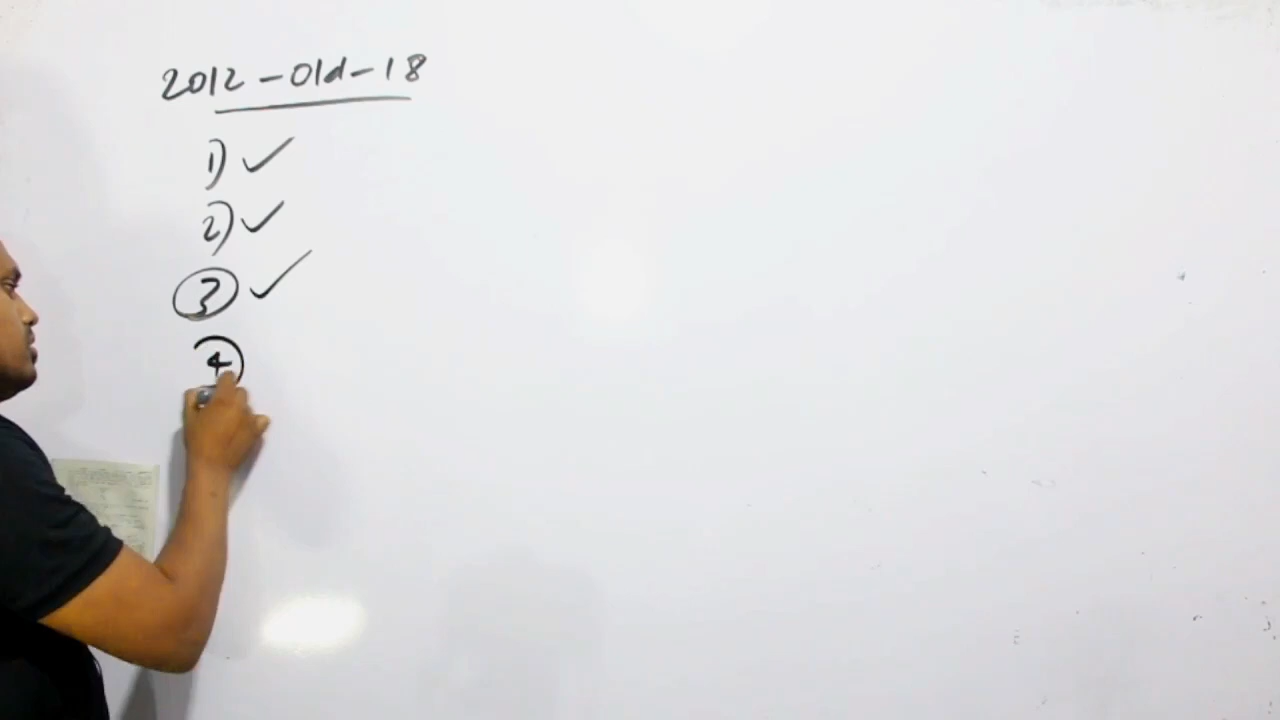 2012 - Old - 18
1) ✓
2) ✓
3 ✓
4